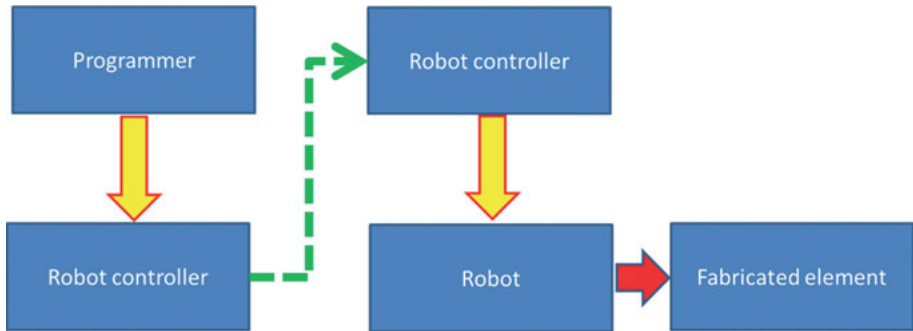 Programmer
Robot controller
Robot controller
Robot
Fabricated element